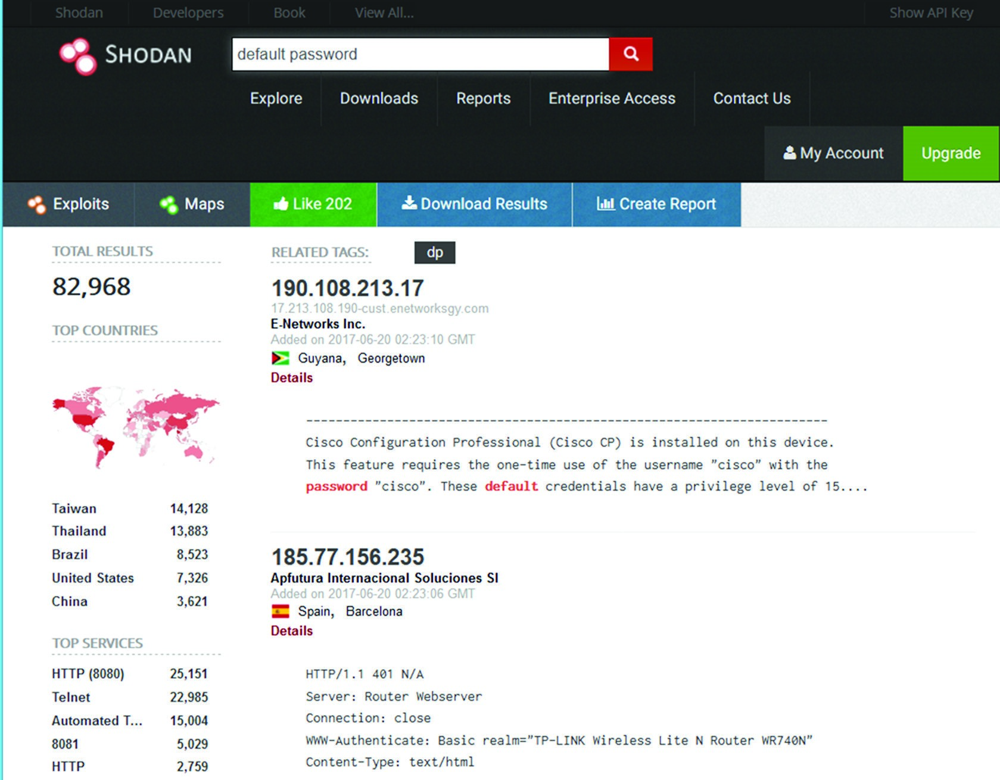 Shodan Developers Book View All... Show API Key
SHODAN
default password
Explore Downloads Reports Enterprise Access Contact Us
My Account Upgrade
Exploits Maps Like 202 Download Results Create Report
TOTAL RESULTS
82,968
TOP COUNTRIES
Taiwan 14,128
Thailand 13,883
Brazil 8,523
United States 7,326
China 3,621
TOP SERVICES
HTTP (8080) 25,151
Telnet 22,985
Automated T... 15,004
8081 5,029
HTTP 2,759
RELATED TAGS: dp
190.108.213.17
17.213.108.190-cust.enetworksgy.com
E-Networks Inc.
Added on 2017-06-20 02:23:10 GMT
Guyana, Georgetown
Details
-----------------------------------------------------------------------
Cisco Configuration Professional (Cisco CP) is installed on this device.
This feature requires the one-time use of the username "cisco" with the
password "cisco". These default credentials have a privilege level of 15....
185.77.156.235
Apfutura Internacional Soluciones Sl
Added on 2017-06-20 02:23:06 GMT
Spain, Barcelona
Details
HTTP/1.1 401 N/A
Server: Router Webserver
Connection: close
WWW-Authenticate: Basic realm="TP-LINK Wireless Lite N Router WR740N"
Content-Type: text/html